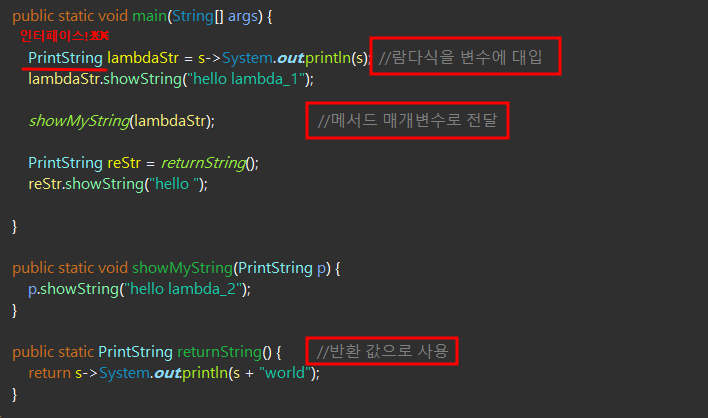 public static void main(String[] args) {
인터페이스!※※
PrintString lambdaStr = s->System.out.println(s); //람다식을 변수에 대입
lambdaStr.showString("hello lambda_1");
showMyString(lambdaStr); //메서드 매개변수로 전달
PrintString reStr = returnString();
reStr.showString("hello ");
}
public static void showMyString(PrintString p) {
p.showString("hello lambda_2");
}
public static PrintString returnString() { //반환 값으로 사용
return s->System.out.println(s + "world");
}